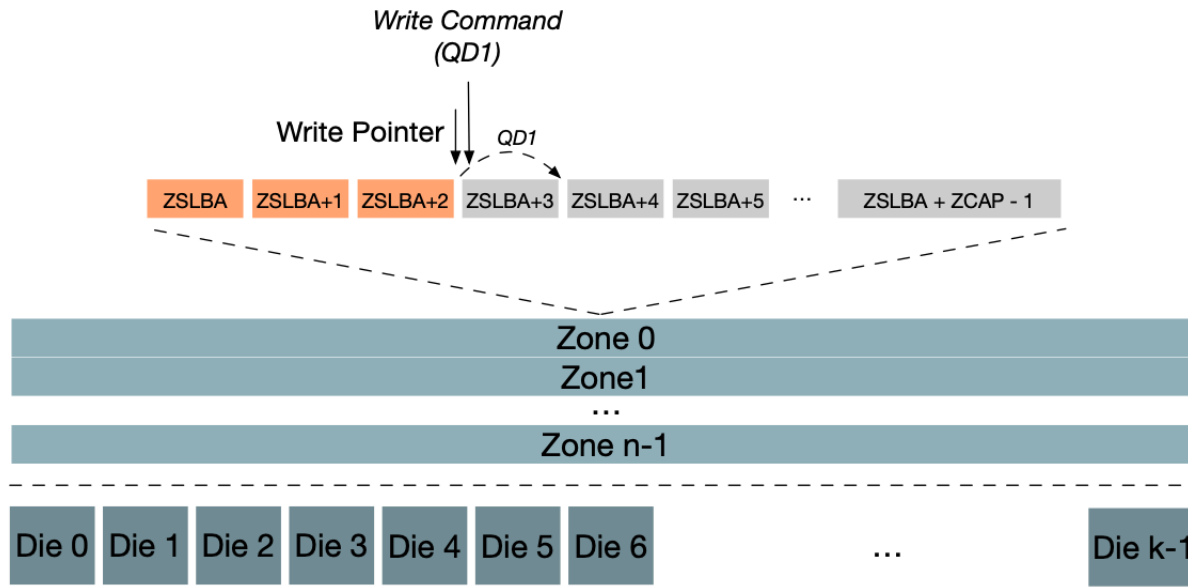 Write Command
(QD1)
Write Pointer
QD1
ZSLBA ZSLBA+1 ZSLBA+2 ZSLBA+3 ZSLBA+4 ZSLBA+5 ... ZSLBA + ZCAP - 1
Zone 0
Zone1
...
Zone n-1
Die 0 Die 1 Die 2 Die 3 Die 4 Die 5 Die 6 ... Die k-1